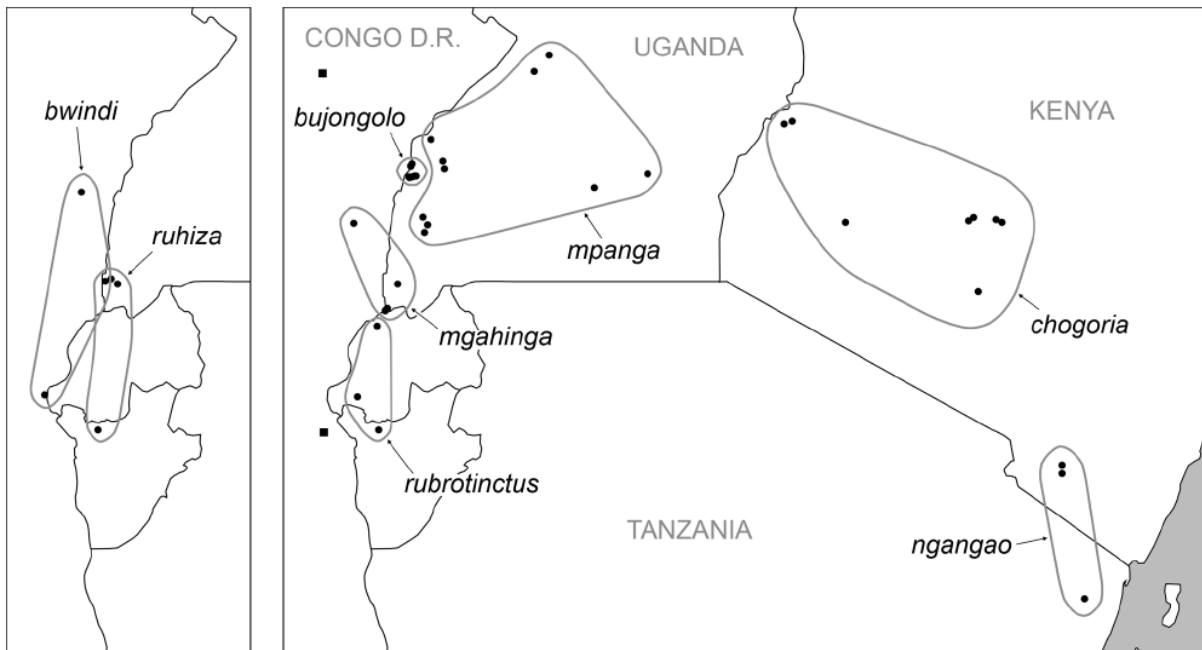 bwindi
ruhiza
CONGO D.R.
UGANDA
KENYA
bujongolo
mpanga
mgahinga
chogoria
rubrotinctus
TANZANIA
ngangao